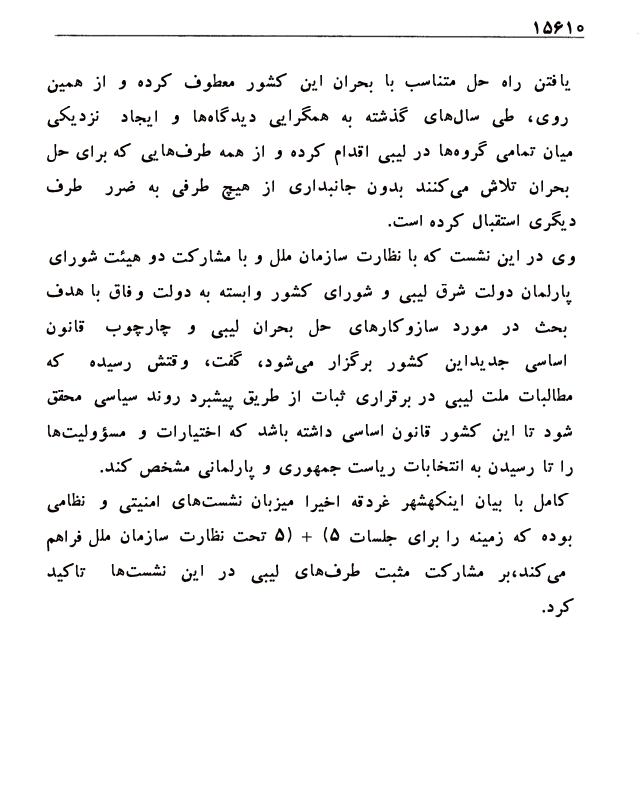 ۱۵۶۱۰
یافتن راه حل متناسب با بحران این کشور معطوف کرده و از همین
روی، طی سال‌های گذشته به همگرایی دیدگاه‌ها و ایجاد نزدیکی
میان تمامی گروه‌ها در لیبی اقدام کرده و از همه طرف‌هایی که برای حل
بحران تلاش می‌کنند بدون جانبداری از هیچ طرفی به ضرر طرف
دیگری استقبال کرده است.
وی در این نشست که با نظارت سازمان ملل و با مشارکت دو هیئت شورای
پارلمان دولت شرق لیبی و شورای کشور وابسته به دولت وفاق با هدف
بحث در مورد سازوکارهای حل بحران لیبی و چارچوب قانون
اساسی جدیداین کشور برگزار می‌شود، گفت، وقتش رسیده که
مطالبات ملت لیبی در برقراری ثبات از طریق پیشبرد روند سیاسی محقق
شود تا این کشور قانون اساسی داشته باشد که اختیارات و مسؤولیت‌ها
را تا رسیدن به انتخابات ریاست جمهوری و پارلمانی مشخص کند.
کامل با بیان اینکهشهر غردقه اخیرا میزبان نشست‌های امنیتی و نظامی
بوده که زمینه را برای جلسات ۵) + (۵ تحت نظارت سازمان ملل فراهم
می‌کند،بر مشارکت مثبت طرف‌های لیبی در این نشست‌ها تاکید
کرد.